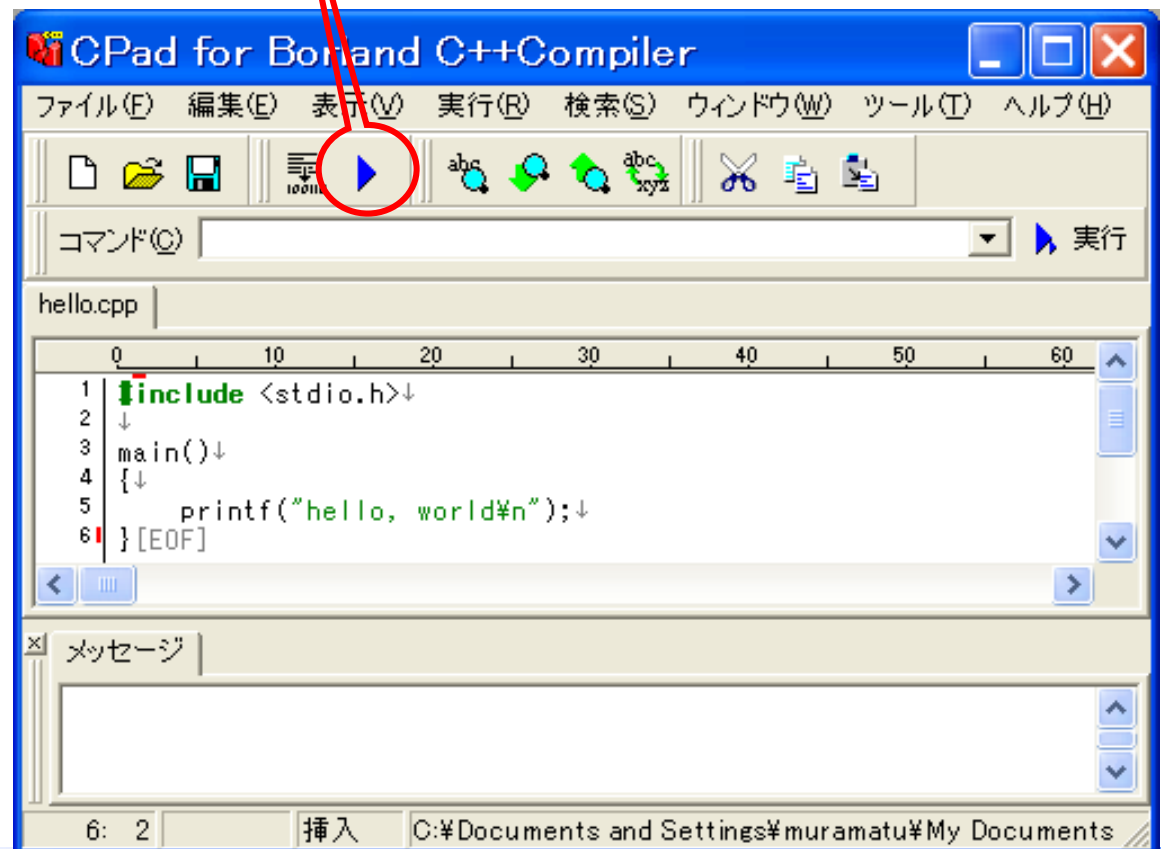 CPad for Borland C++Compiler
ファイル(F) 編集(E) 表示(V) 実行(R) 検索(S) ウィンドウ(W) ツール(T) ヘルプ(H)
abc abc xyz
コマンド(C) 実行
hello.cpp
0 10 20 30 40 50 60
1 #include <stdio.h>↓
2 ↓
3 main()↓
4 {↓
5 printf("hello, world¥n");↓
6 }[EOF]
メッセージ
6: 2 挿入 C:¥Documents and Settings¥muramatu¥My Documents